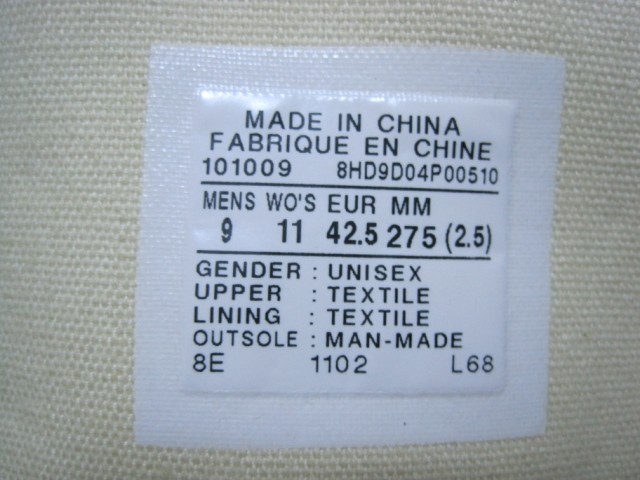 MADE IN CHINA
FABRIQUE EN CHINE
101009 8HD9D04P00510
MENS WO'S EUR MM
9 11 42.5 275 (2.5)
GENDER : UNISEX
UPPER : TEXTILE
LINING : TEXTILE
OUTSOLE : MAN-MADE
8E 1102 L68